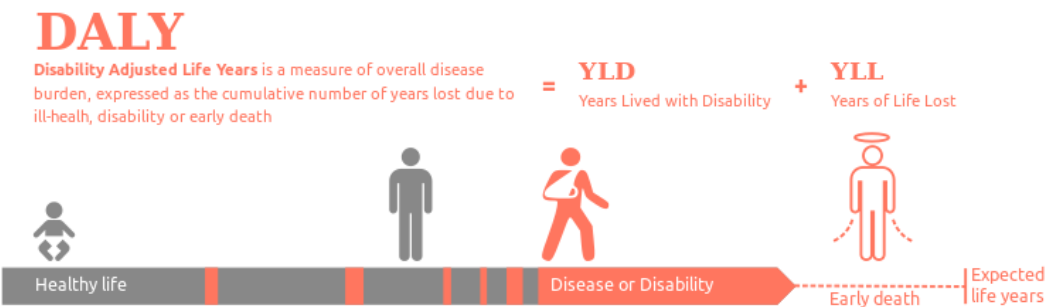 DALY
Disability Adjusted Life Years is a measure of overall disease
burden, expressed as the cumulative number of years lost due to
ill-healh, disability or early death
=
YLD
Years Lived with Disability
+
YLL
Years of Life Lost
Healthy life
Disease or Disability
Early death
Expected
life years